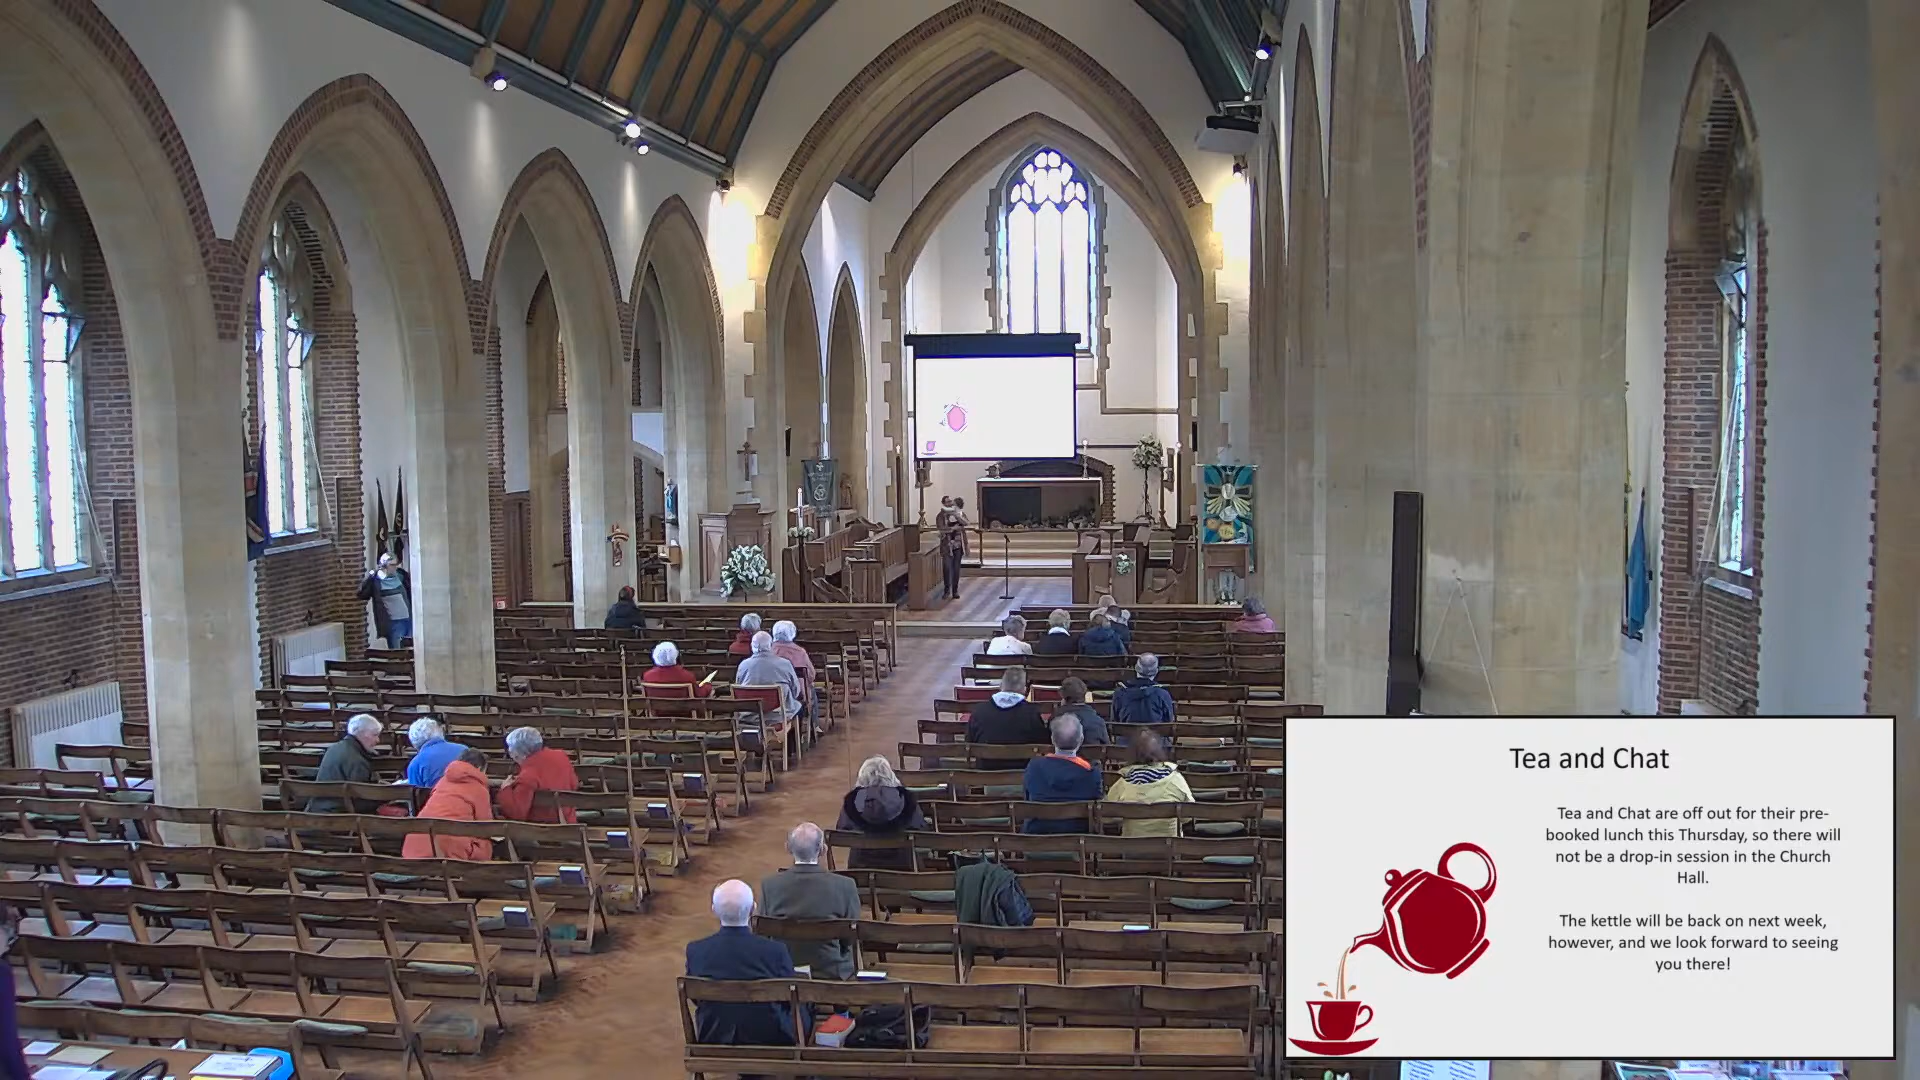 Tea and Chat
Tea and Chat are off out for their pre-
booked lunch this Thursday, so there will
not be a drop-in session in the Church
Hall.
The kettle will be back on next week,
however, and we look forward to seeing
you there!